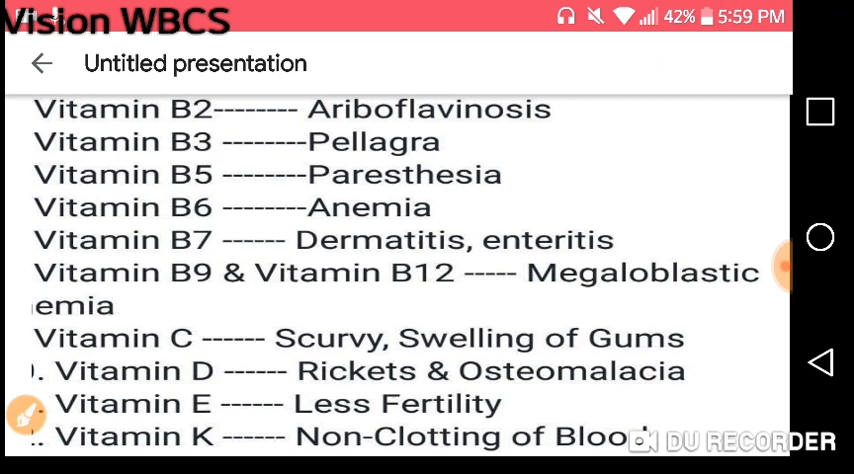 Vision WBCS
42% 5:59 PM
Untitled presentation
Vitamin B2-------- Ariboflavinosis
Vitamin B3 --------Pellagra
Vitamin B5 --------Paresthesia
Vitamin B6 --------Anemia
Vitamin B7 ------ Dermatitis, enteritis
Vitamin B9 & Vitamin B12 ----- Megaloblastic
emia
Vitamin C ------ Scurvy, Swelling of Gums
. Vitamin D ------ Rickets & Osteomalacia
. Vitamin E ------ Less Fertility
. Vitamin K ------ Non-Clotting of Blood
DU RECORDER